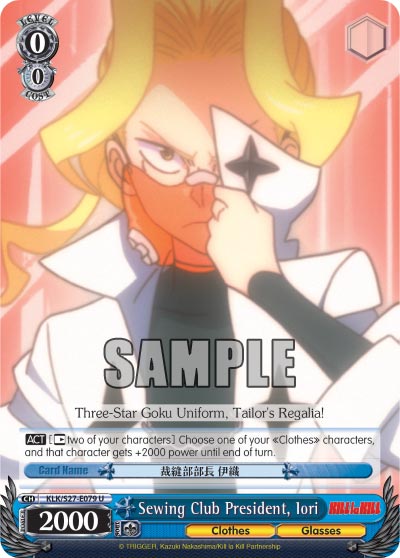 LEVEL
0
0
COST
SAMPLE
Three-Star Goku Uniform, Tailor's Regalia!
ACT [ two of your characters] Choose one of your «Clothes» characters,
and that character gets +2000 power until end of turn.
Card Name 裁縫部部長 伊織
CH KLK/S27-E079 U
Sewing Club President, Iori KILL la KILL
POWER 2000 SOUL Clothes Glasses
© TRIGGER, Kazuki Nakashima/Kill la Kill Partnership